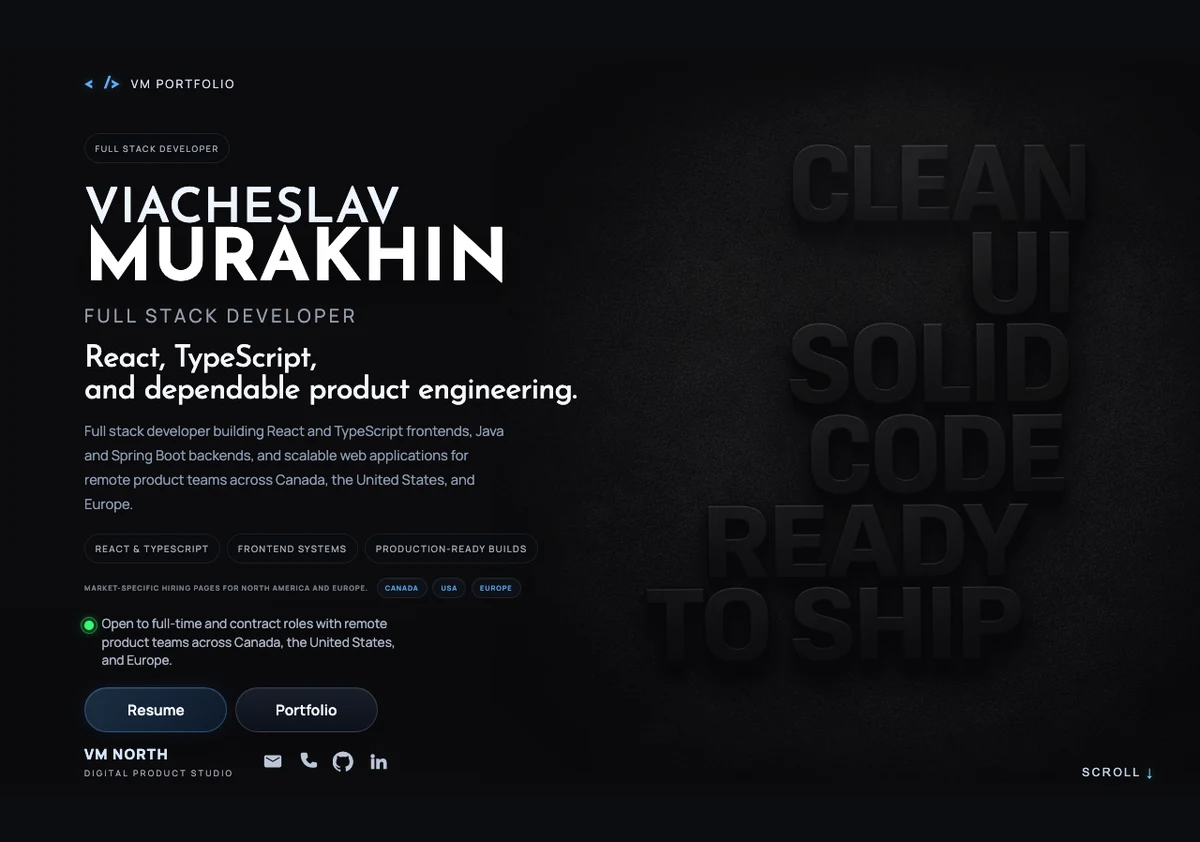 </> VM PORTFOLIO
FULL STACK DEVELOPER
VIACHESLAV
MURAKHIN
FULL STACK DEVELOPER
React, TypeScript,
and dependable product engineering.
Full stack developer building React and TypeScript frontends, Java
and Spring Boot backends, and scalable web applications for
remote product teams across Canada, the United States, and
Europe.
REACT & TYPESCRIPT FRONTEND SYSTEMS PRODUCTION-READY BUILDS
MARKET-SPECIFIC HIRING PAGES FOR NORTH AMERICA AND EUROPE. CANADA USA EUROPE
Open to full-time and contract roles with remote
product teams across Canada, the United States,
and Europe.
Resume Portfolio
VM NORTH
DIGITAL PRODUCT STUDIO
in
CLEAN
UI
SOLID
CODE
READY
TO SHIP
SCROLL ↓